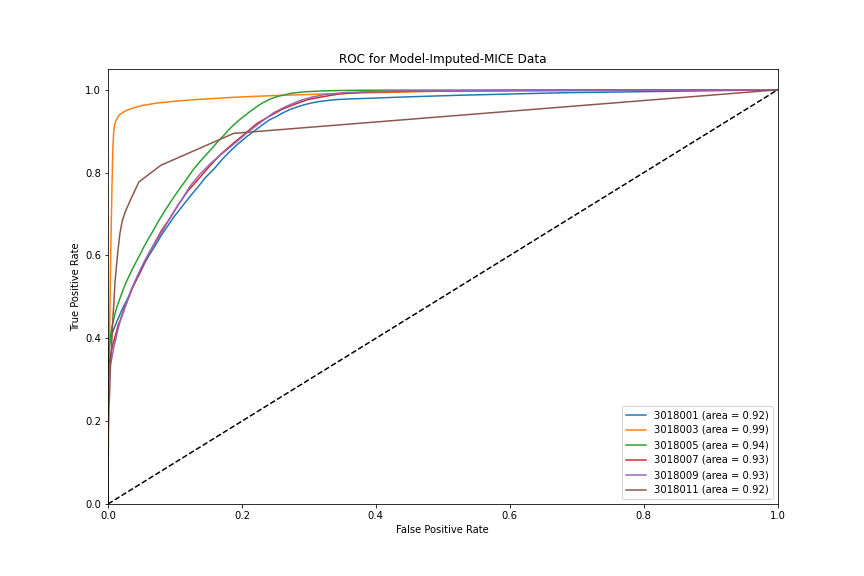 ROC for Model-Imputed-MICE Data
True Positive Rate
1.0
0.8
0.6
0.4
0.2
0.0
3018001 (area = 0.92)
3018003 (area = 0.99)
3018005 (area = 0.94)
3018007 (area = 0.93)
3018009 (area = 0.93)
3018011 (area = 0.92)
0.0 0.2 0.4 0.6 0.8 1.0
False Positive Rate